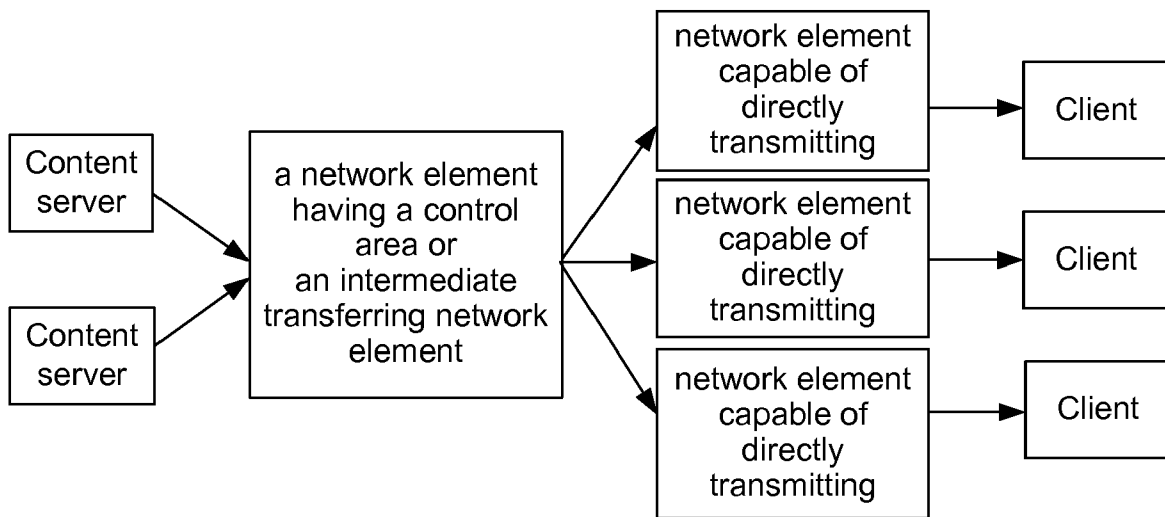 Content
server
Content
server
a network element
having a control
area or
an intermediate
transferring network
element
network element
capable of
directly
transmitting
network element
capable of
directly
transmitting
network element
capable of
directly
transmitting
Client
Client
Client